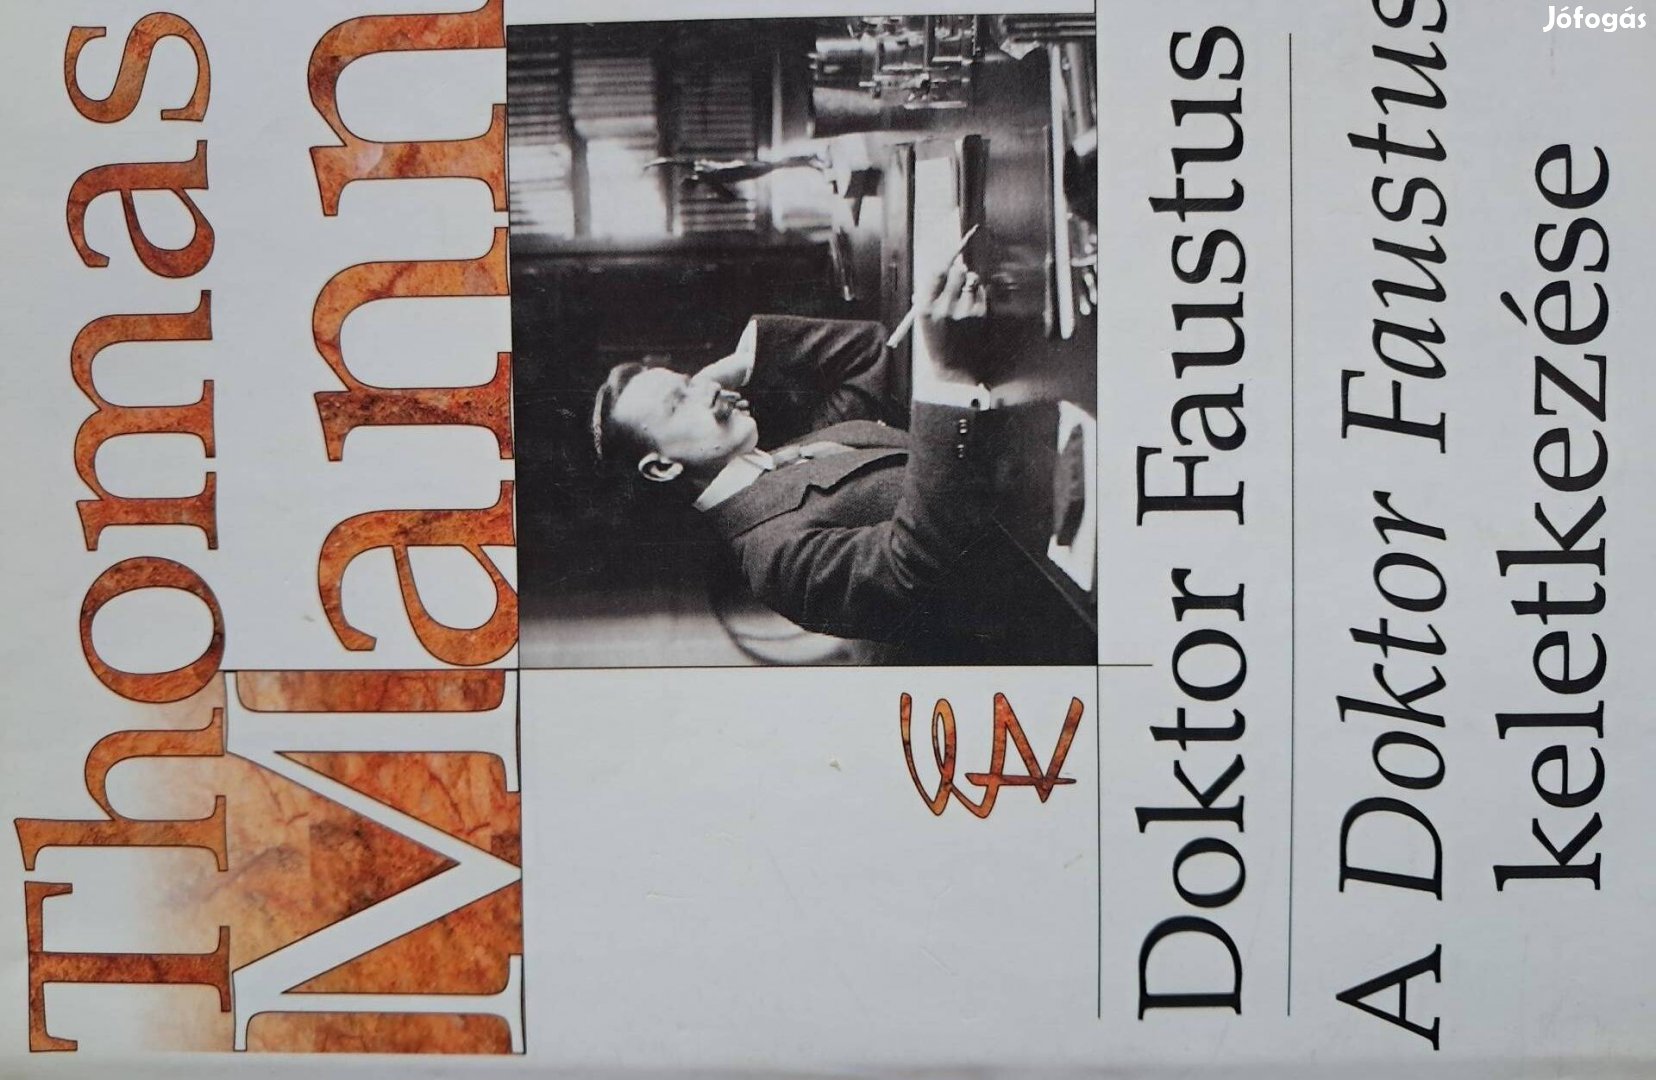 Thomas
Mann
Doktor Faustus
A Doktor Faustus
keletkezése
Jófogás